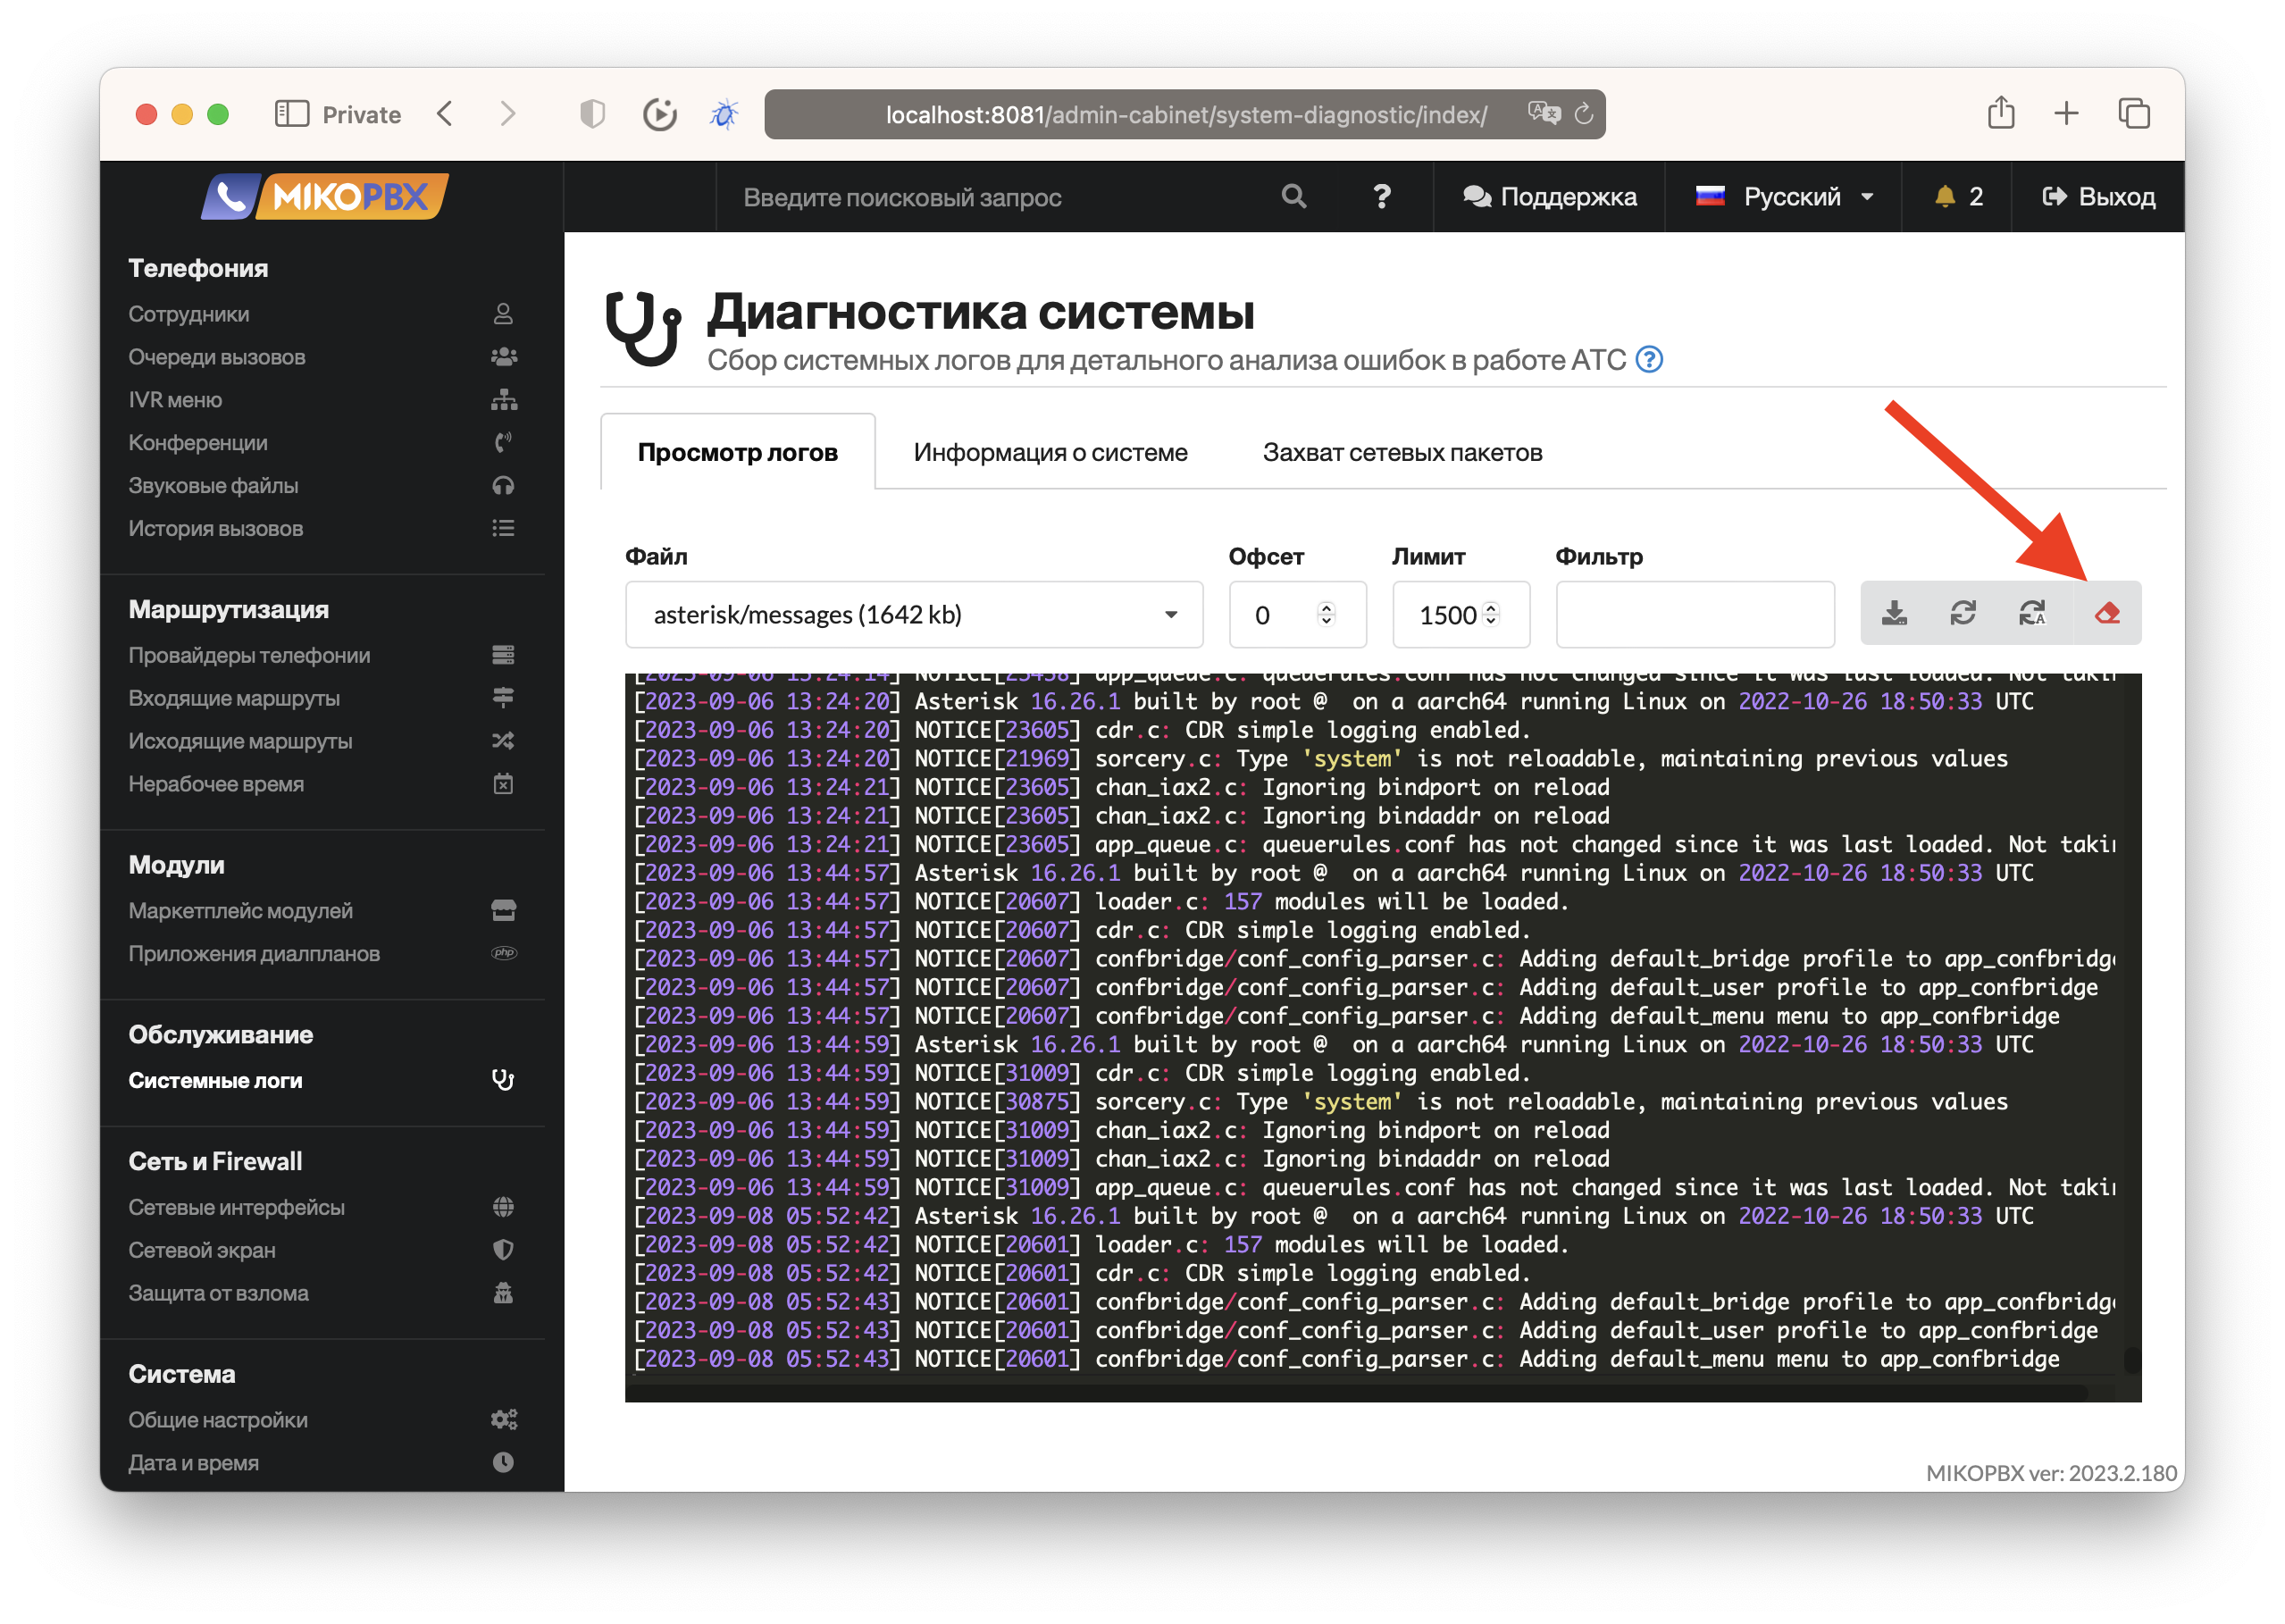 Private
localhost:8081/admin-cabinet/system-diagnostic/index/
MIKOPBX
Введите поисковый запрос
?
Поддержка
Русский
2
Выход
Телефония
Сотрудники
Очереди вызовов
IVR меню
Конференции
Звуковые файлы
История вызовов
Маршрутизация
Провайдеры телефонии
Входящие маршруты
Исходящие маршруты
Нерабочее время
Модули
Маркетплейс модулей
Приложения диалпланов
php
Обслуживание
Системные логи
Сеть и Firewall
Сетевые интерфейсы
Сетевой экран
Защита от взлома
Система
Общие настройки
Дата и время
Диагностика системы
Сбор системных логов для детального анализа ошибок в работе АТС ?
Просмотр логов
Информация о системе
Захват сетевых пакетов
Файл
Офсет
Лимит
Фильтр
asterisk/messages (1642 kb)
0
1500
A
[2023-09-06 13:24:14] NOTICE[23458] app_queue.c: queuerules.conf has not changed since it was last loaded. Not
[2023-09-06 13:24:20] Asterisk 16.26.1 built by root @  on a aarch64 running Linux on 2022-10-26 18:50:33 UTC
[2023-09-06 13:24:20] NOTICE[23605] cdr.c: CDR simple logging enabled.
[2023-09-06 13:24:20] NOTICE[21969] sorcery.c: Type 'system' is not reloadable, maintaining previous values
[2023-09-06 13:24:21] NOTICE[23605] chan_iax2.c: Ignoring bindport on reload
[2023-09-06 13:24:21] NOTICE[23605] chan_iax2.c: Ignoring bindaddr on reload
[2023-09-06 13:24:21] NOTICE[23605] app_queue.c: queuerules.conf has not changed since it was last loaded. Not
[2023-09-06 13:44:57] Asterisk 16.26.1 built by root @  on a aarch64 running Linux on 2022-10-26 18:50:33 UTC
[2023-09-06 13:44:57] NOTICE[20607] loader.c: 157 modules will be loaded.
[2023-09-06 13:44:57] NOTICE[20607] cdr.c: CDR simple logging enabled.
[2023-09-06 13:44:57] NOTICE[20607] confbridge/conf_config_parser.c: Adding default_bridge profile to app_confbridg
[2023-09-06 13:44:57] NOTICE[20607] confbridge/conf_config_parser.c: Adding default_user profile to app_confbridge
[2023-09-06 13:44:57] NOTICE[20607] confbridge/conf_config_parser.c: Adding default_menu menu to app_confbridge
[2023-09-06 13:44:59] Asterisk 16.26.1 built by root @  on a aarch64 running Linux on 2022-10-26 18:50:33 UTC
[2023-09-06 13:44:59] NOTICE[31009] cdr.c: CDR simple logging enabled.
[2023-09-06 13:44:59] NOTICE[30875] sorcery.c: Type 'system' is not reloadable, maintaining previous values
[2023-09-06 13:44:59] NOTICE[31009] chan_iax2.c: Ignoring bindport on reload
[2023-09-06 13:44:59] NOTICE[31009] chan_iax2.c: Ignoring bindaddr on reload
[2023-09-06 13:44:59] NOTICE[31009] app_queue.c: queuerules.conf has not changed since it was last loaded. Not
[2023-09-08 05:52:42] Asterisk 16.26.1 built by root @  on a aarch64 running Linux on 2022-10-26 18:50:33 UTC
[2023-09-08 05:52:42] NOTICE[20601] loader.c: 157 modules will be loaded.
[2023-09-08 05:52:42] NOTICE[20601] cdr.c: CDR simple logging enabled.
[2023-09-08 05:52:43] NOTICE[20601] confbridge/conf_config_parser.c: Adding default_bridge profile to app_confbridg
[2023-09-08 05:52:43] NOTICE[20601] confbridge/conf_config_parser.c: Adding default_user profile to app_confbridge
[2023-09-08 05:52:43] NOTICE[20601] confbridge/conf_config_parser.c: Adding default_menu menu to app_confbridge
MIKOPBX ver: 2023.2.180